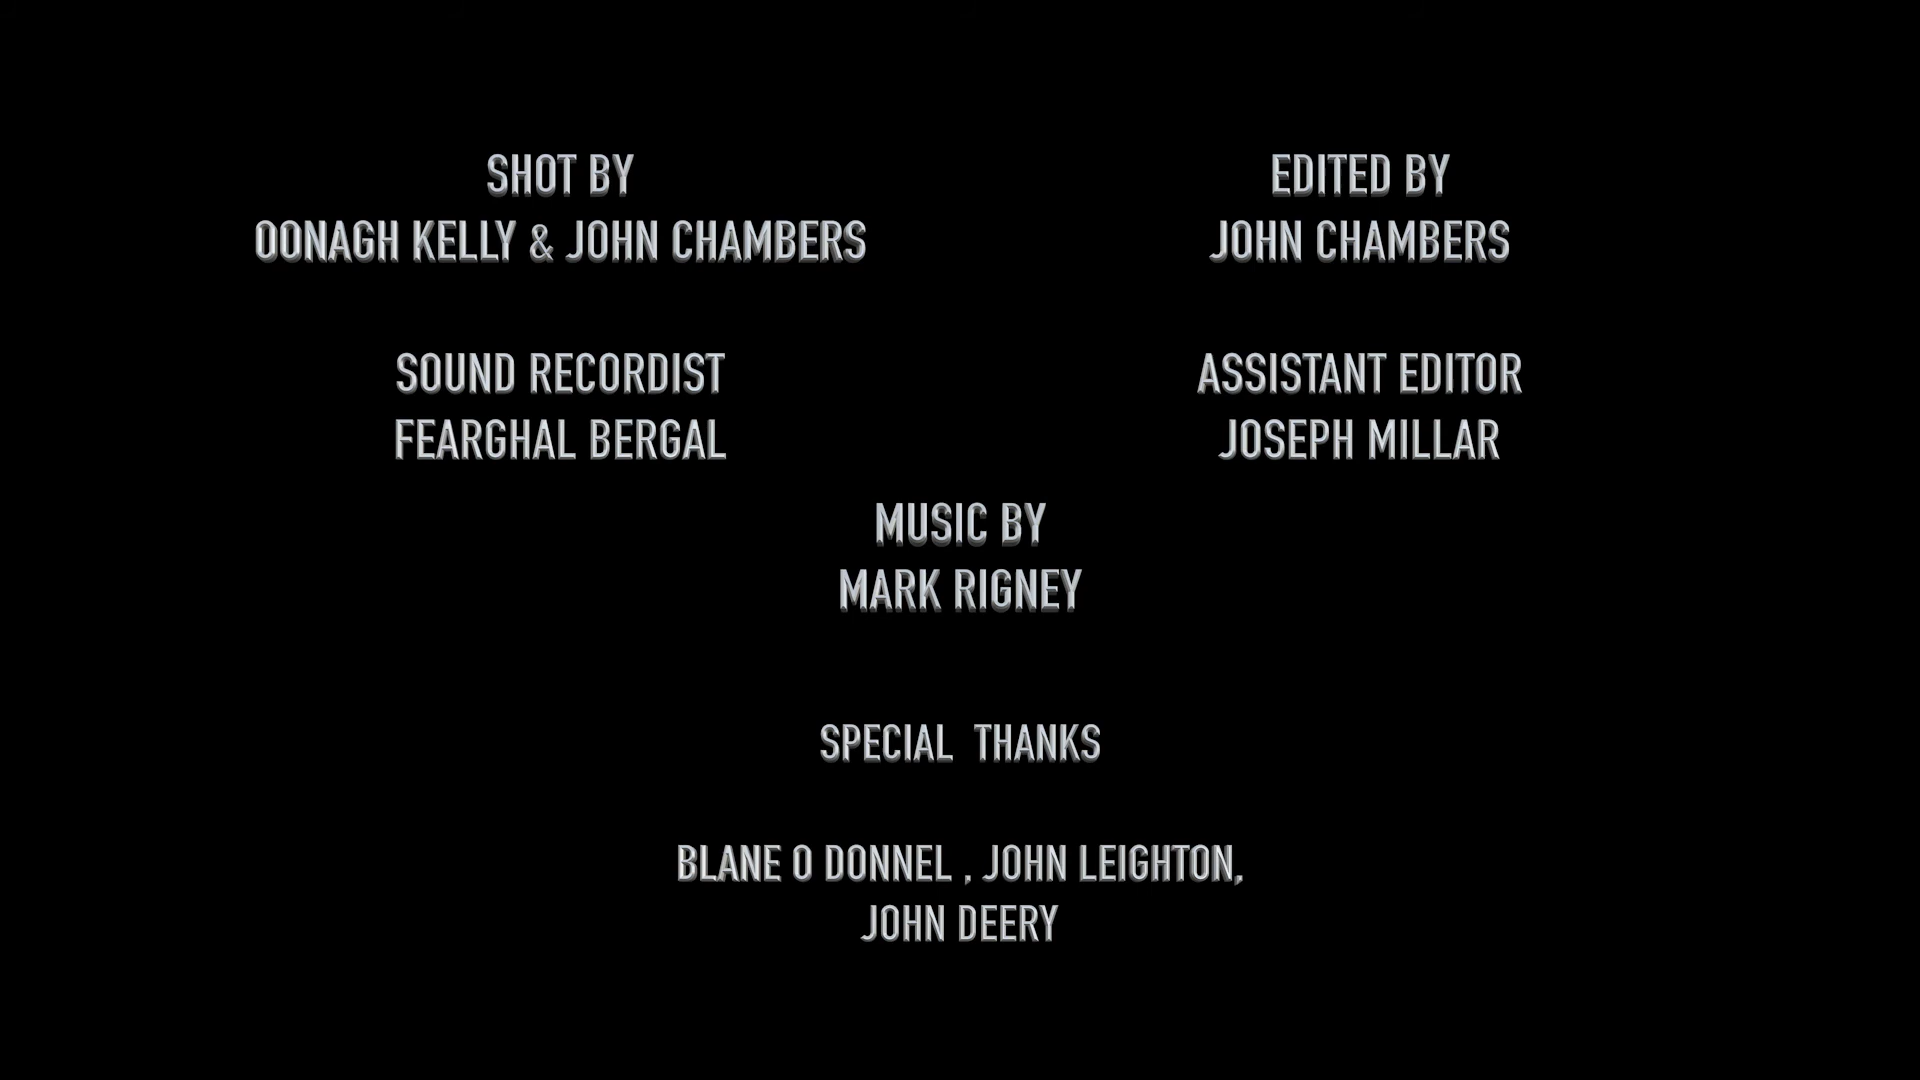 SHOT BY
OONAGH KELLY & JOHN CHAMBERS
EDITED BY
JOHN CHAMBERS
SOUND RECORDIST
FEARGHAL BERGAL
ASSISTANT EDITOR
JOSEPH MILLAR
MUSIC BY
MARK RIGNEY
SPECIAL THANKS
BLANE O DONNEL , JOHN LEIGHTON,
JOHN DEERY